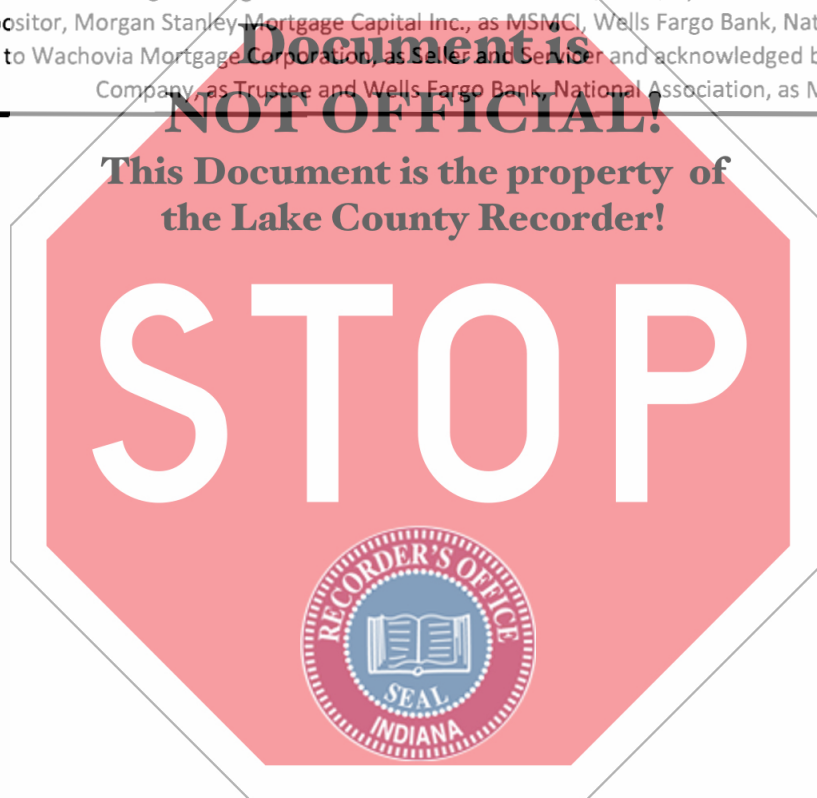 ositor, Morgan Stanley Mortgage Capital Inc., as MSMCI, Wells Fargo Bank, Nat
to Wachovia Mortgage Corporation, as Seller and Servicer and acknowledged b
Company, as Trustee and Wells Fargo Bank, National Association, as M
Document is
NOT OFFICIAL!
This Document is the property of
the Lake County Recorder!
STOP
RECORDER'S OFFICE
SEAL
INDIANA